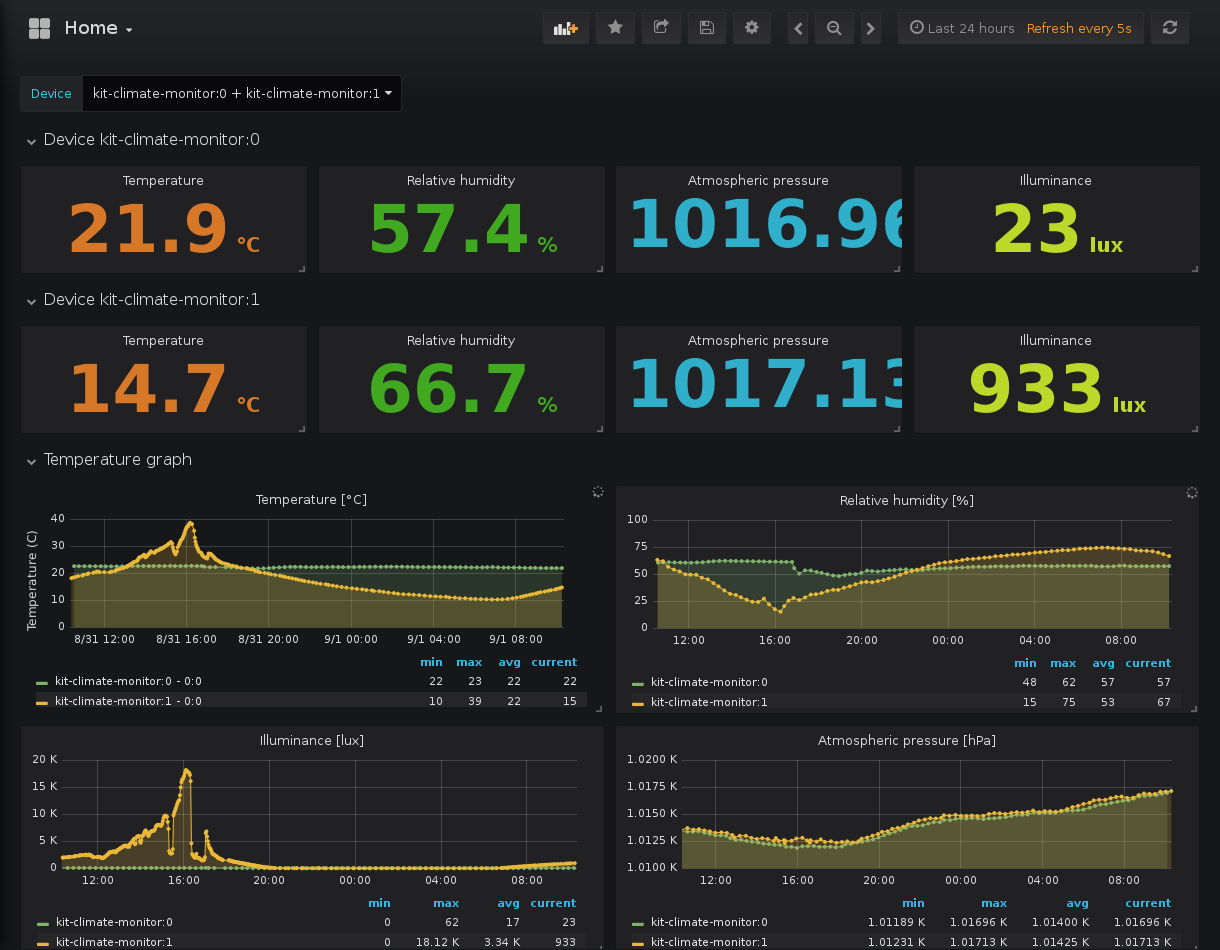 Home
Last 24 hours Refresh every 5s
Device kit-climate-monitor:0 + kit-climate-monitor:1
Device kit-climate-monitor:0
Temperature Relative humidity Atmospheric pressure Illuminance
21.9 °C 57.4 % 1016.96 23 lux
Device kit-climate-monitor:1
Temperature Relative humidity Atmospheric pressure Illuminance
14.7 °C 66.7 % 1017.13 933 lux
Temperature graph
Temperature [°C]
Temperature (C)
40
30
20
10
0
8/31 12:00 8/31 16:00 8/31 20:00 9/1 00:00 9/1 04:00 9/1 08:00
min max avg current
kit-climate-monitor:0 - 0:0 22 23 22 22
kit-climate-monitor:1 - 0:0 10 39 22 15
Relative humidity [%]
100
75
50
25
0
12:00 16:00 20:00 00:00 04:00 08:00
min max avg current
kit-climate-monitor:0 48 62 57 57
kit-climate-monitor:1 15 75 53 67
Illuminance [lux]
20 K
15 K
10 K
5 K
0
12:00 16:00 20:00 00:00 04:00 08:00
min max avg current
kit-climate-monitor:0 0 62 17 23
kit-climate-monitor:1 0 18.12 K 3.34 K 933
Atmospheric pressure [hPa]
1.0200 K
1.0175 K
1.0150 K
1.0125 K
1.0100 K
12:00 16:00 20:00 00:00 04:00 08:00
min max avg current
kit-climate-monitor:0 1.01189 K 1.01696 K 1.01400 K 1.01696 K
kit-climate-monitor:1 1.01231 K 1.01713 K 1.01425 K 1.01713 K